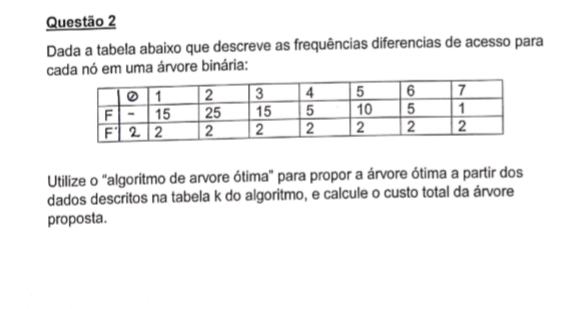 Questão 2
Dada a tabela abaixo que descreve as frequências diferencias de acesso para
cada nó em uma árvore binária:
0 1 2 3 4 5 6 7
F - 15 25 15 5 10 5 1
F' 2 2 2 2 2 2 2 2
Utilize o "algoritmo de arvore ótima" para propor a árvore ótima a partir dos
dados descritos na tabela k do algoritmo, e calcule o custo total da árvore
proposta.